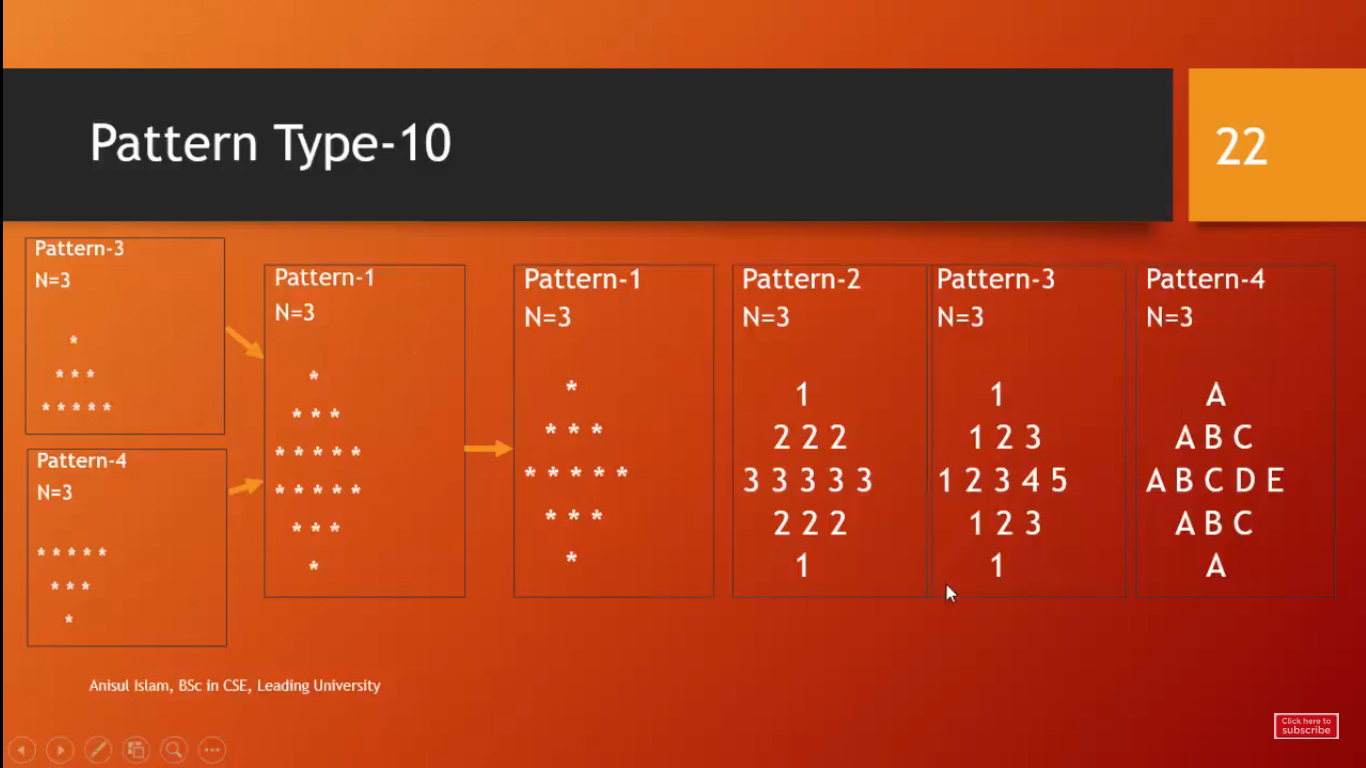 Pattern Type-10
22
Pattern-3
N=3
*
* * *
* * * * *
Pattern-4
N=3
* * * * *
* * *
*
Pattern-1
N=3
*
* * *
* * * * *
* * * * *
* * *
*
Pattern-1
N=3
*
* * *
* * * * *
* * *
*
Pattern-2
N=3
1
2 2 2
3 3 3 3 3
2 2 2
1
Pattern-3
N=3
1
1 2 3
1 2 3 4 5
1 2 3
1
Pattern-4
N=3
A
A B C
A B C D E
A B C
A
Anisul Islam, BSc in CSE, Leading University
Click here to
subscribe